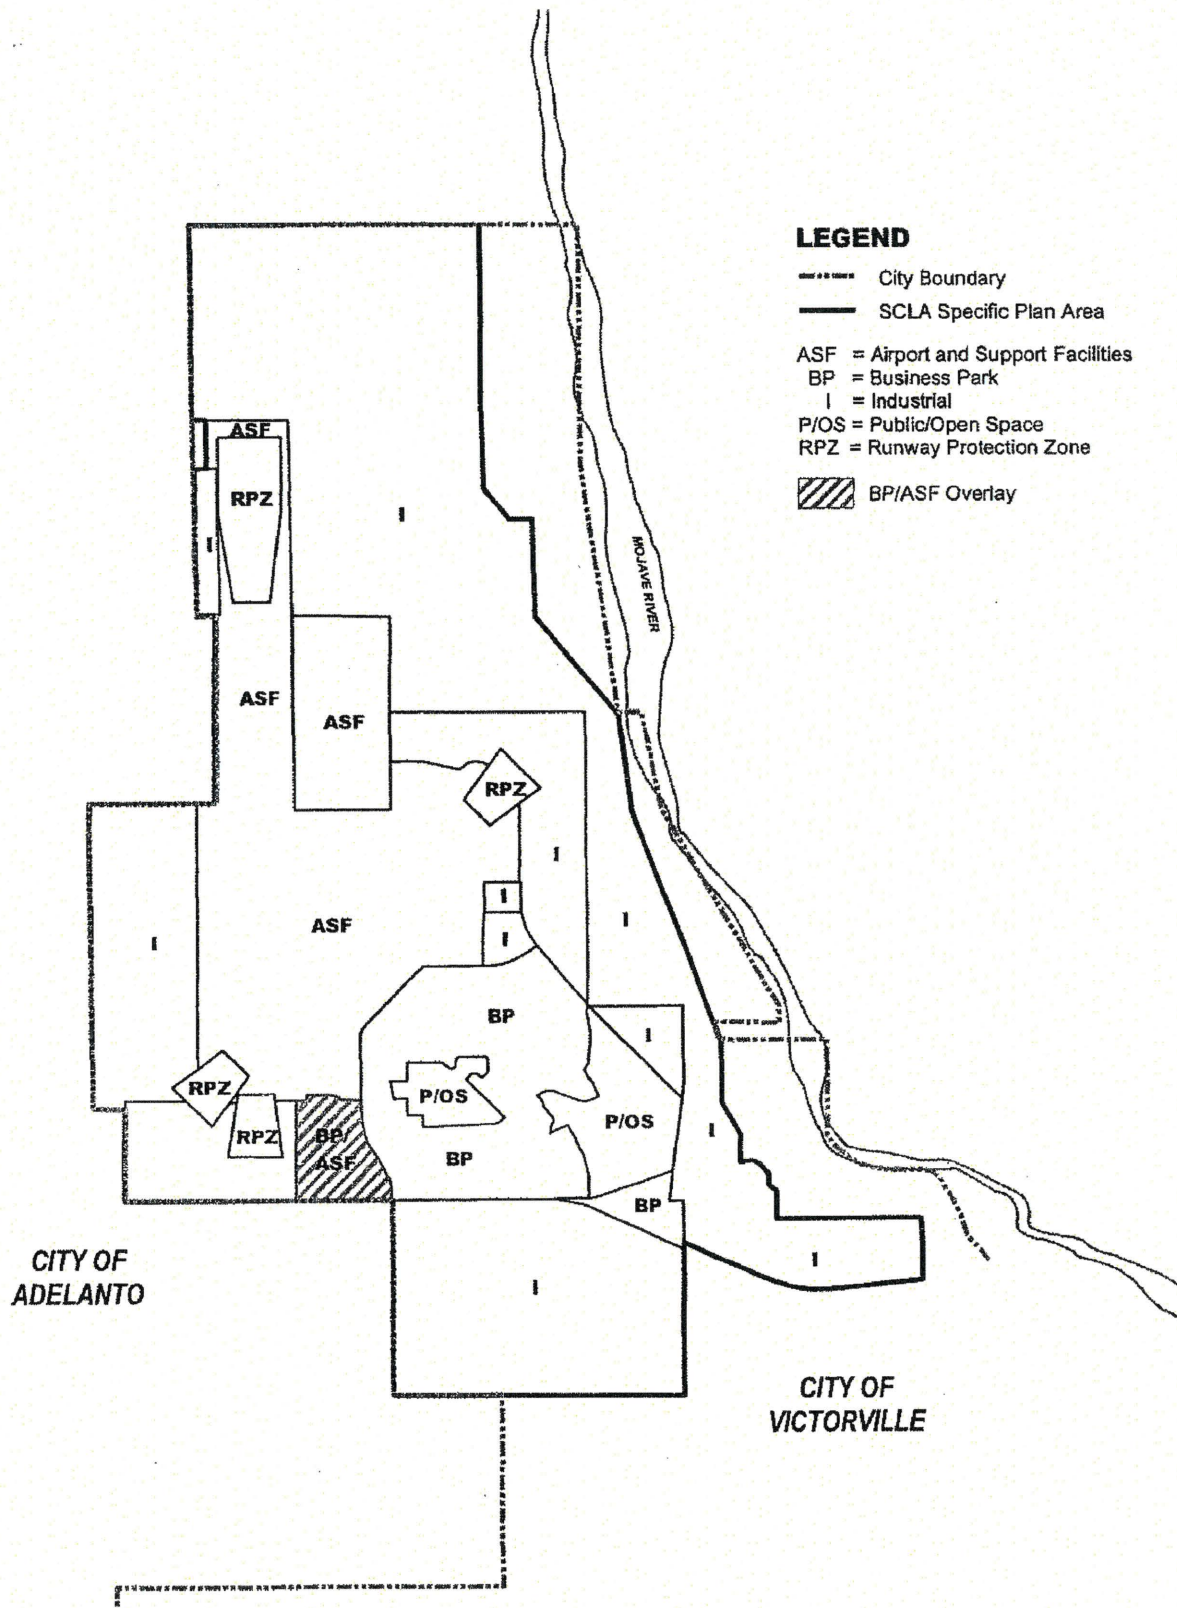 LEGEND
City Boundary
SCLA Specific Plan Area
ASF = Airport and Support Facilities
BP = Business Park
I = Industrial
P/OS = Public/Open Space
RPZ = Runway Protection Zone
BP/ASF Overlay
ASF
RPZ
I
I
MOJAVE RIVER
ASF
ASF
RPZ
I
I
I
ASF
I
I
BP
I
RPZ
P/OS
P/OS
RPZ
BP/
ASF
I
BP
BP
CITY OF
ADELANTO
I
I
CITY OF
VICTORVILLE